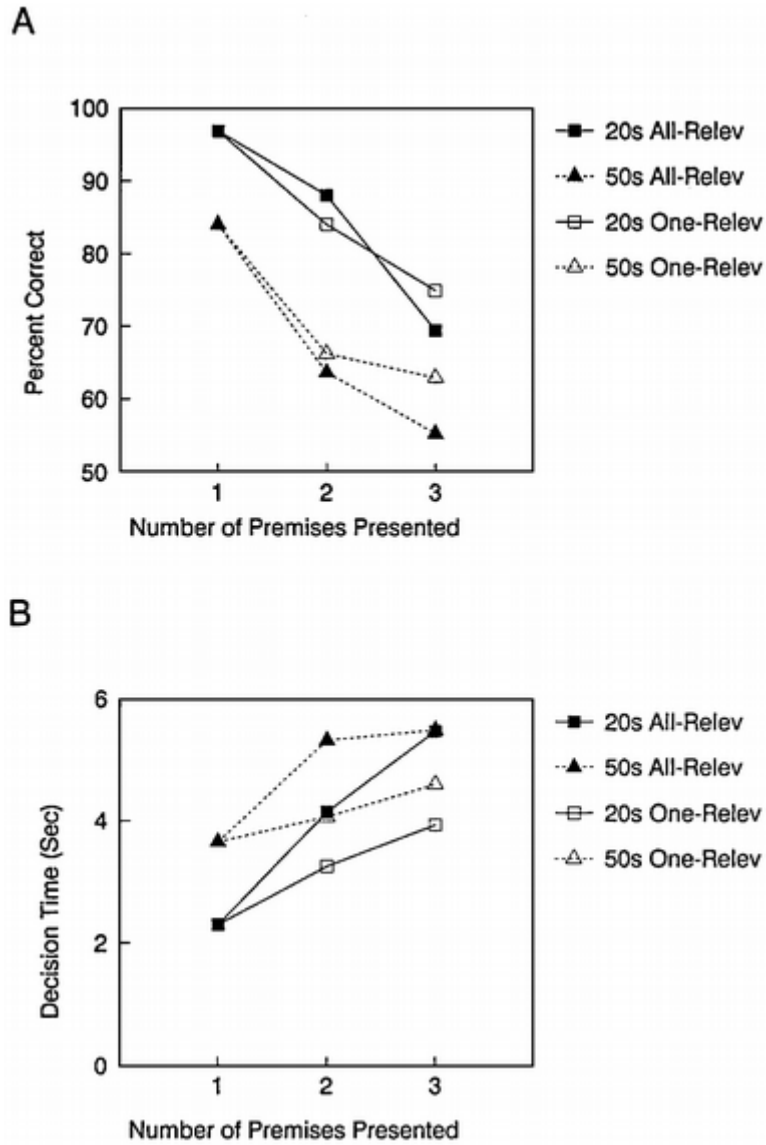 A
100
90
80
70
60
50
Percent Correct
1 2 3
Number of Premises Presented
20s All-Relev
50s All-Relev
20s One-Relev
50s One-Relev
B
6
4
2
0
Decision Time (Sec)
1 2 3
Number of Premises Presented
20s All-Relev
50s All-Relev
20s One-Relev
50s One-Relev